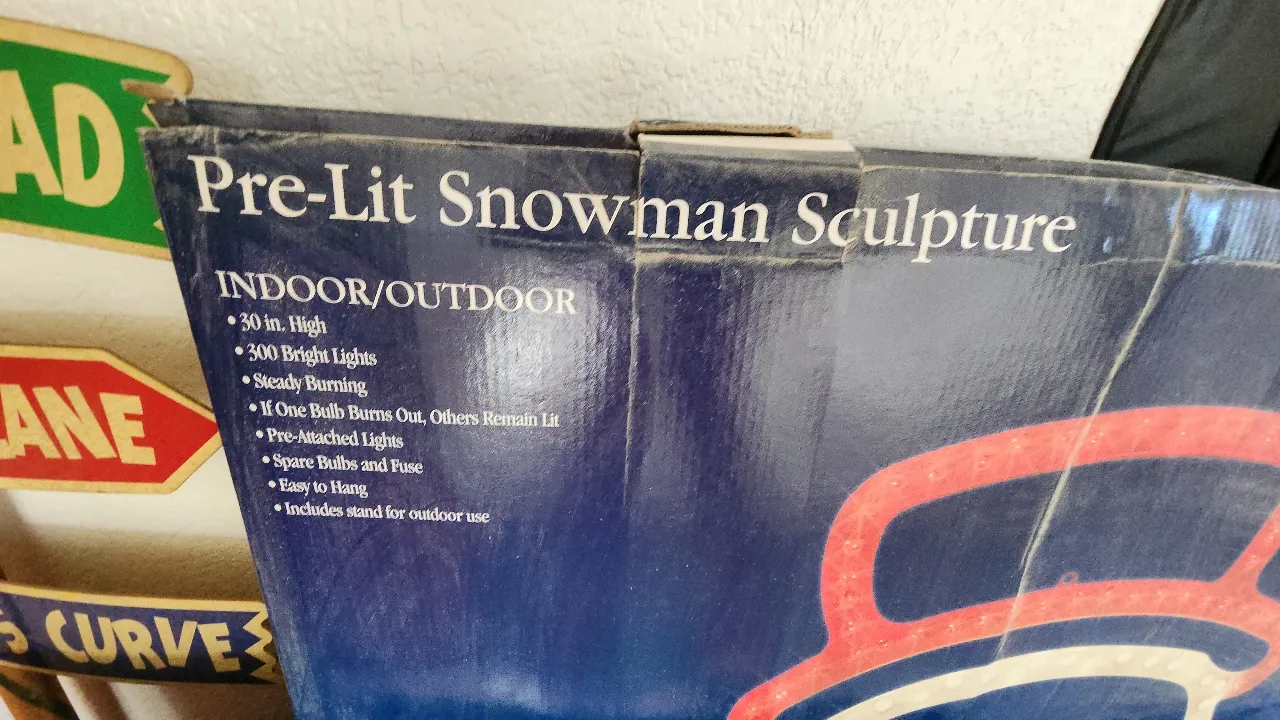 Pre-Lit Snowman Sculpture
INDOOR/OUTDOOR
• 30 in. High
• 300 Bright Lights
• Steady Burning
• If One Bulb Burns Out, Others Remain Lit
• Pre-Attached Lights
• Spare Bulbs and Fuse
• Easy to Hang
• Includes stand for outdoor use
AD
LANE
S CURVE